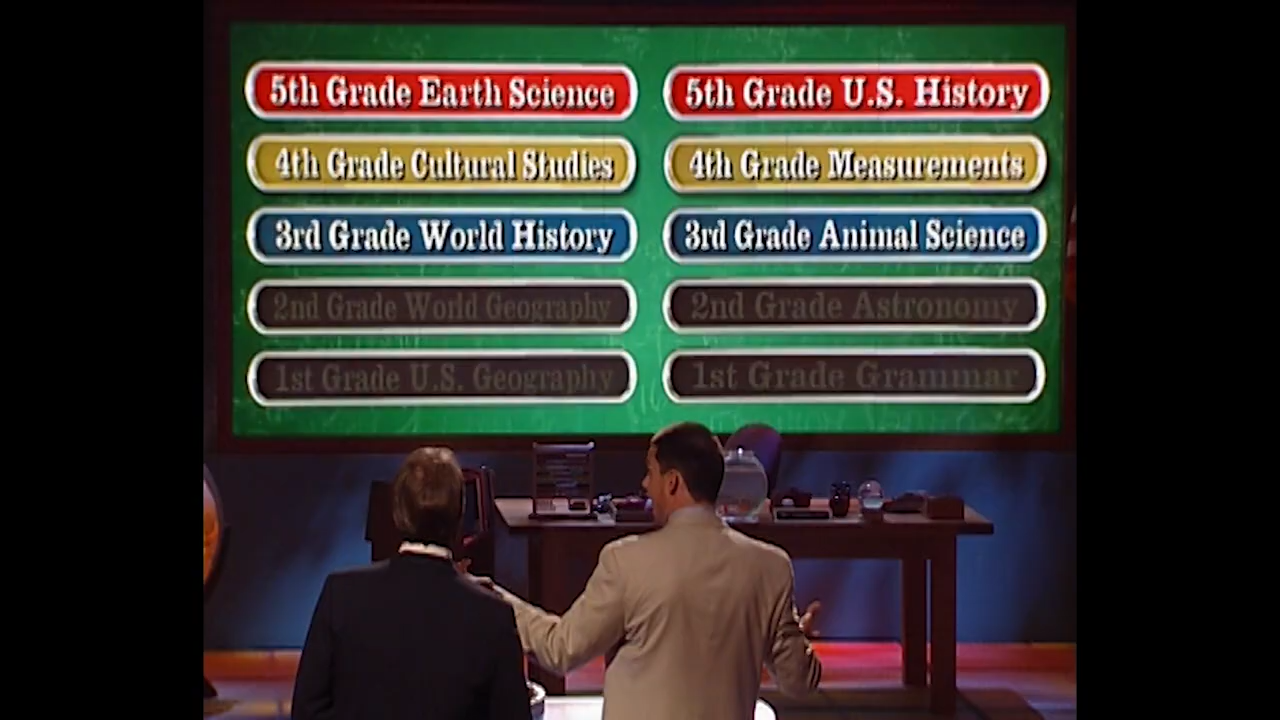 5th Grade Earth Science
5th Grade U.S. History
4th Grade Cultural Studies
4th Grade Measurements
3rd Grade World History
3rd Grade Animal Science
2nd Grade World Geography
2nd Grade Astronomy
1st Grade U.S. Geography
1st Grade Grammar